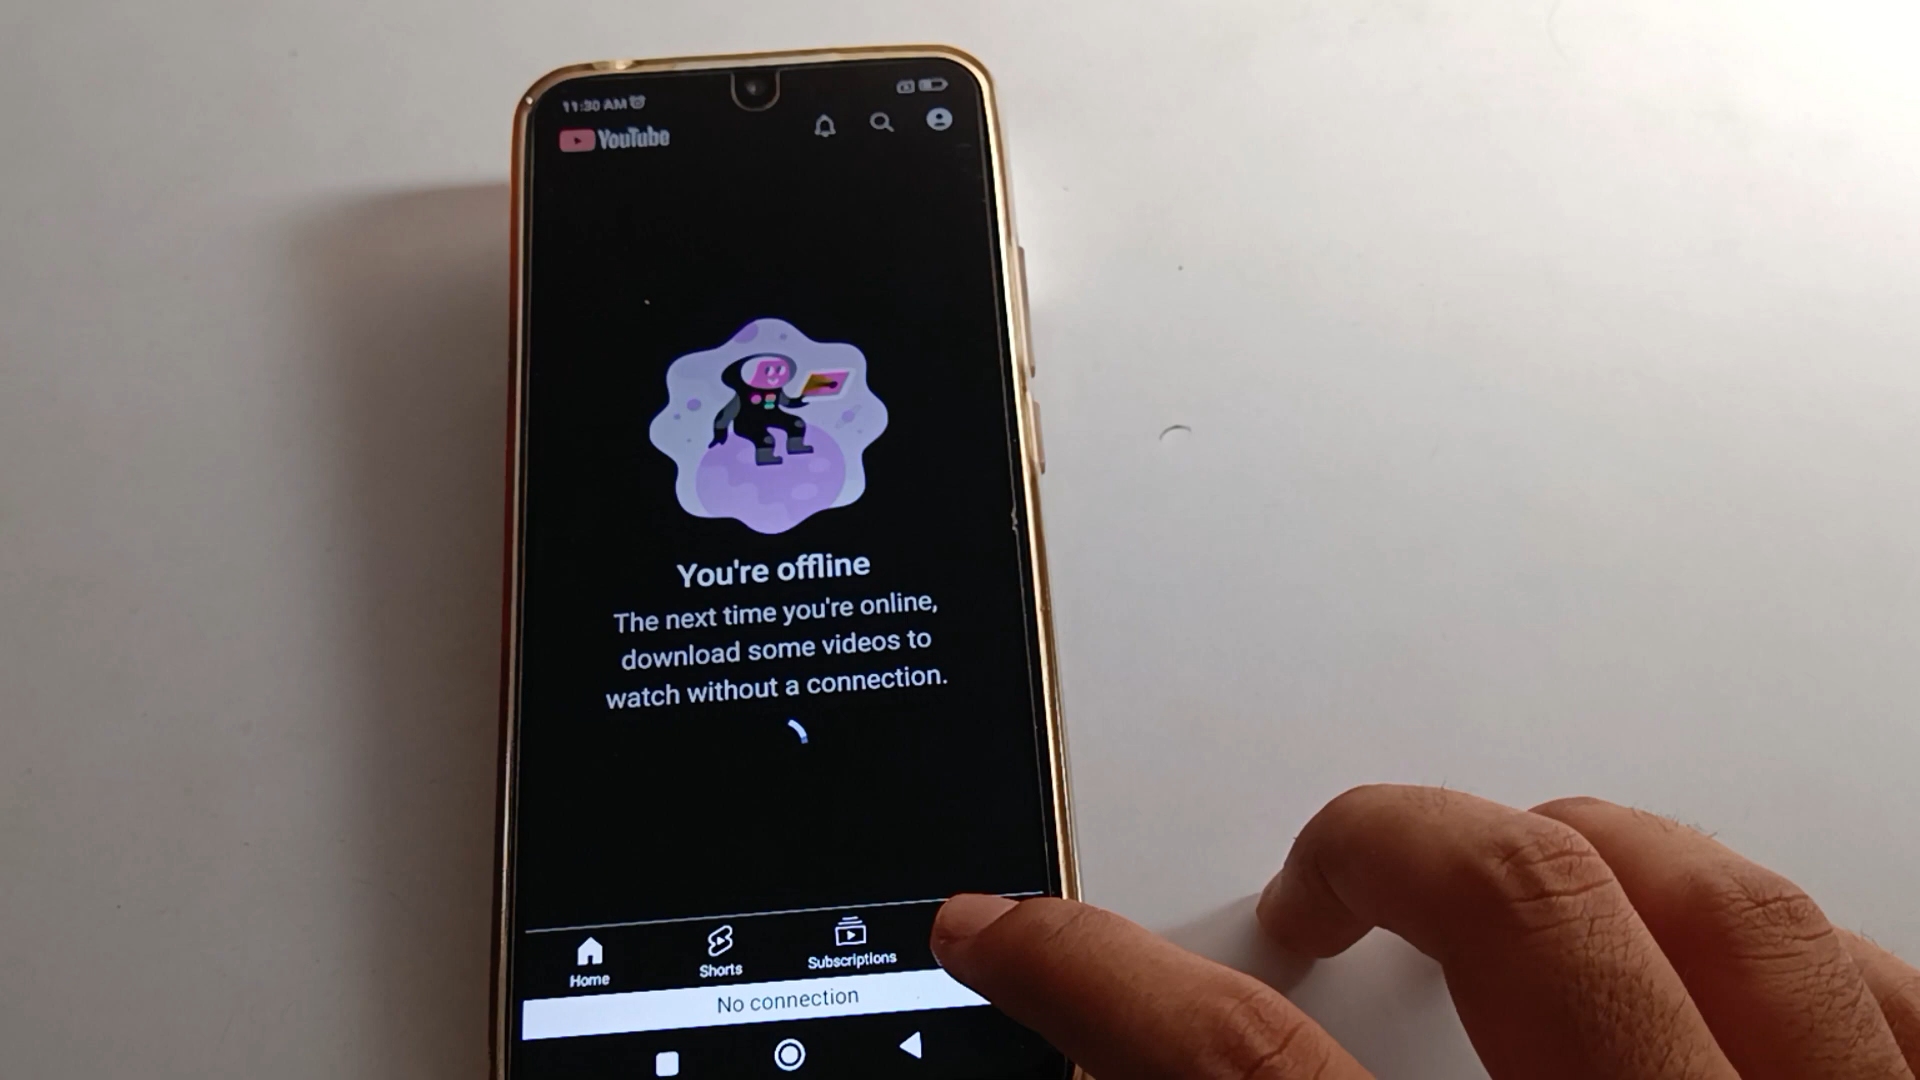 11:30 AM
YouTube
You're offline
The next time you're online,
download some videos to
watch without a connection.
Home
Shorts
Subscriptions
No connection